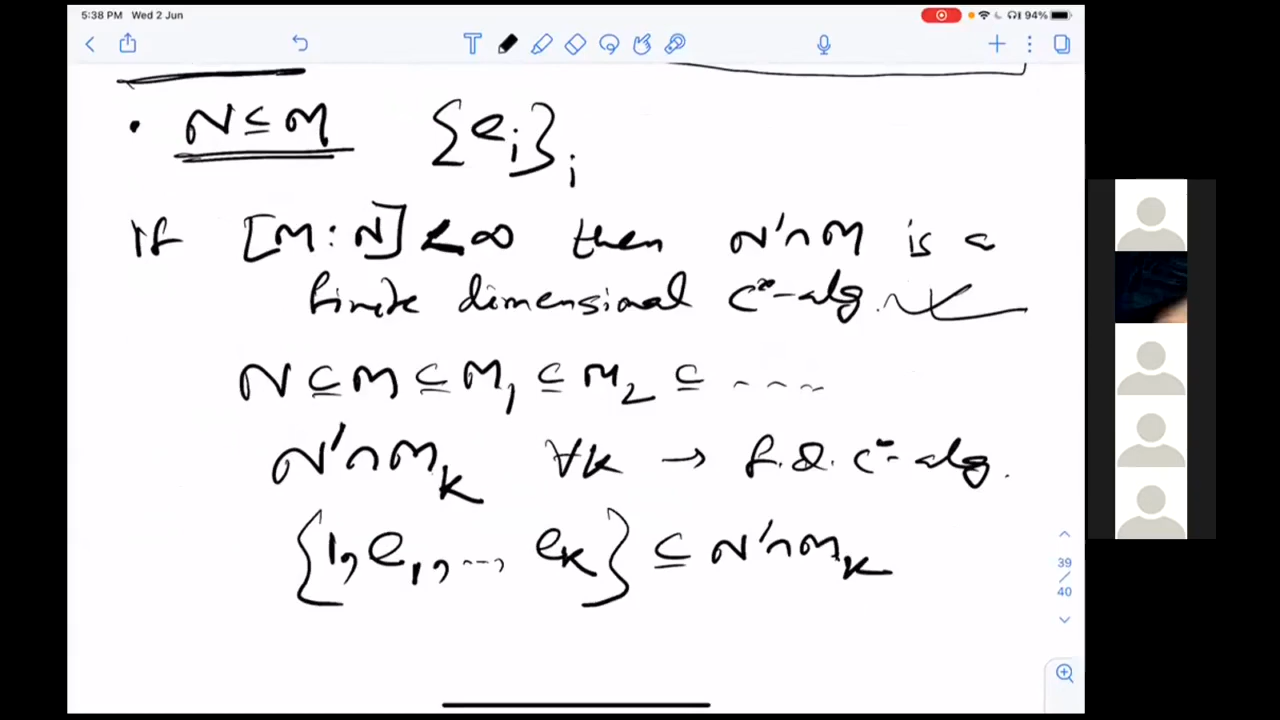 5:38 PM Wed 2 Jun
94%
• N ⊆ M {e_i}_i
If [M : N] < ∞ then N' ∩ M is a
finite dimensional C*-alg.
N ⊆ M ⊆ M_1 ⊆ M_2 ⊆ ----
N' ∩ M_k ∀k → f.d. C*-alg.
{1, e_1, ..., e_k} ⊆ N' ∩ M_k
39
/
40